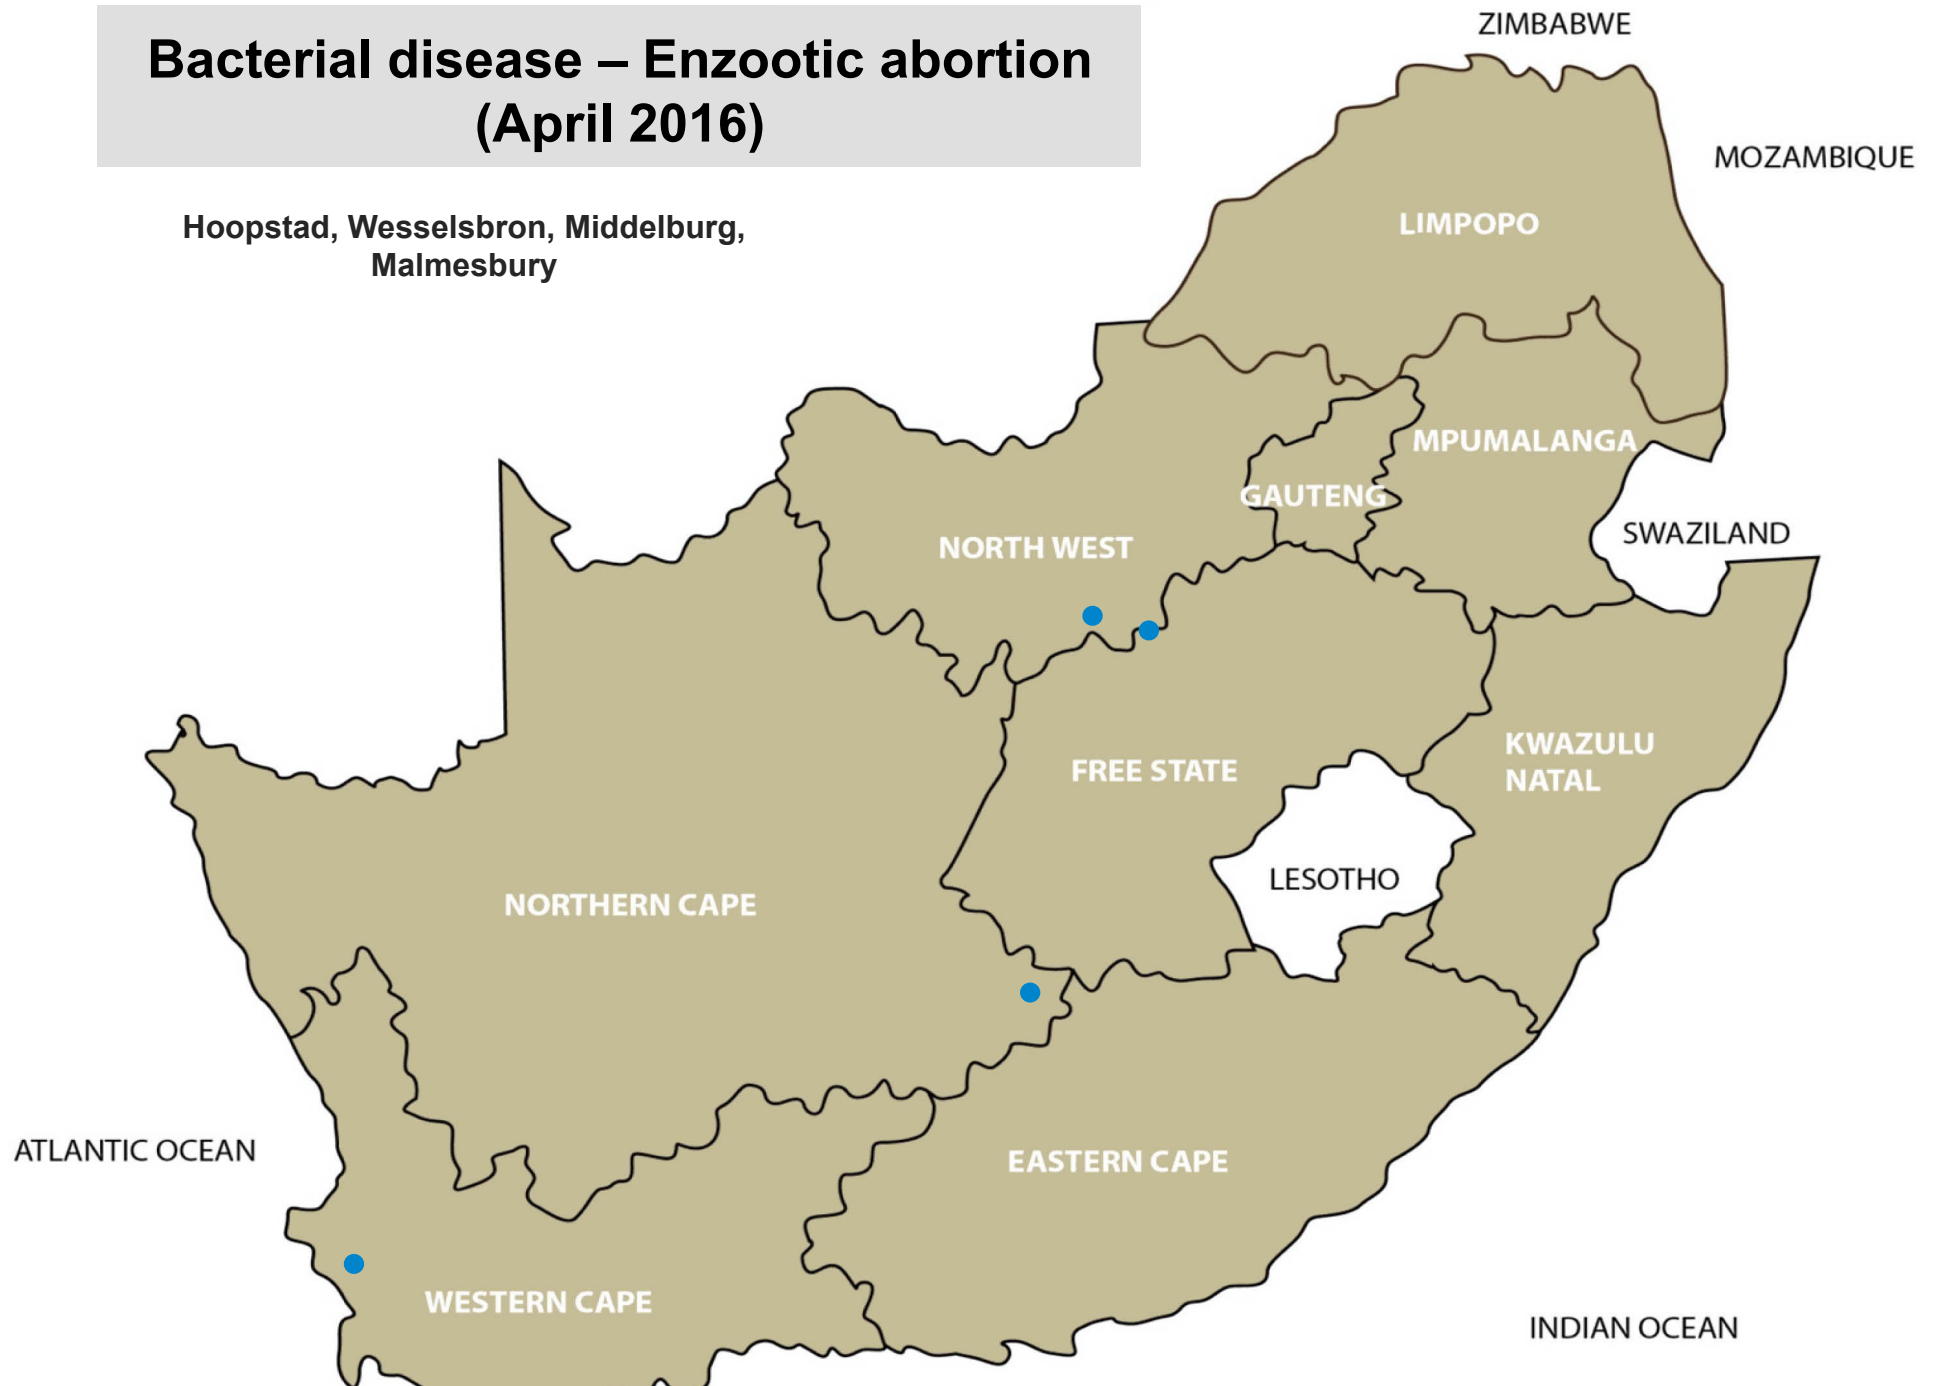 Bacterial disease – Enzootic abortion
(April 2016)
Hoopstad, Wesselsbron, Middelburg,
Malmesbury
ZIMBABWE
MOZAMBIQUE
LIMPOPO
MPUMALANGA
GAUTENG
SWAZILAND
NORTH WEST
KWAZULU
NATAL
FREE STATE
LESOTHO
NORTHERN CAPE
ATLANTIC OCEAN
EASTERN CAPE
WESTERN CAPE
INDIAN OCEAN